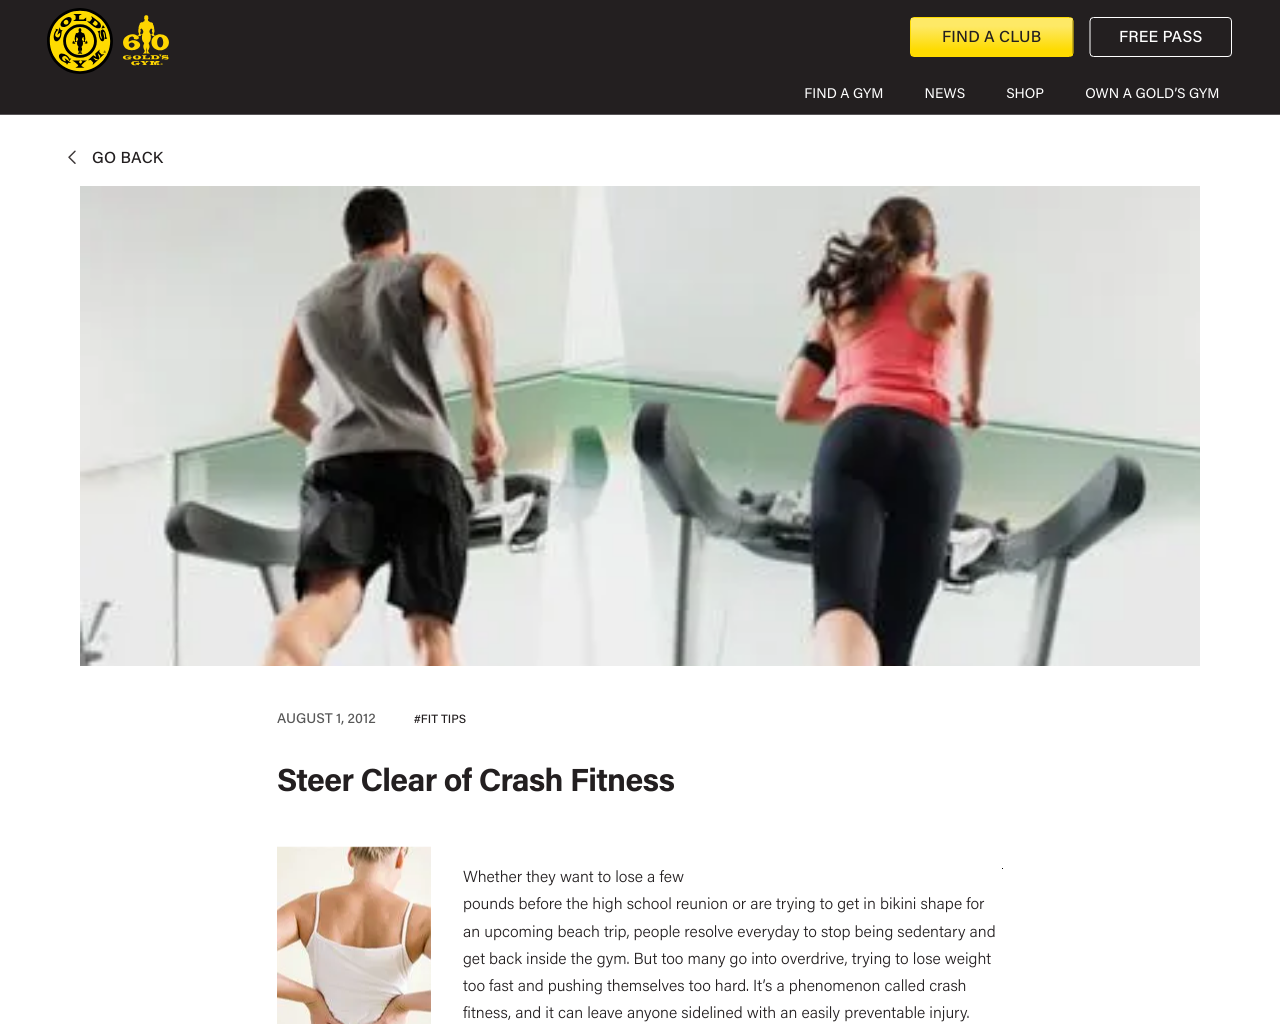 GOLD'S GYM
60
GOLD'S
GYM
FIND A CLUB
FREE PASS
FIND A GYM
NEWS
SHOP
OWN A GOLD'S GYM
GO BACK
AUGUST 1, 2012
#FIT TIPS
Steer Clear of Crash Fitness
Whether they want to lose a few
pounds before the high school reunion or are trying to get in bikini shape for
an upcoming beach trip, people resolve everyday to stop being sedentary and
get back inside the gym. But too many go into overdrive, trying to lose weight
too fast and pushing themselves too hard. It's a phenomenon called crash
fitness, and it can leave anyone sidelined with an easily preventable injury.